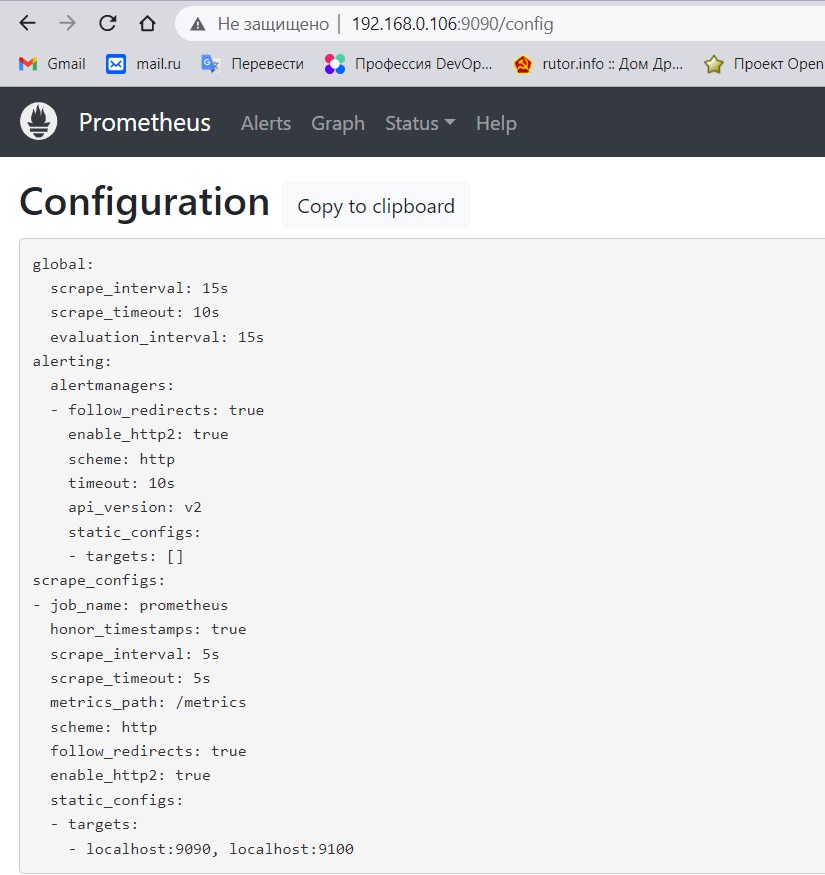 Не защищено | 192.168.0.106:9090/config
Gmail mail.ru Перевести Профессия DevOp... rutor.info :: Дом Др... Проект Open
Prometheus Alerts Graph Status Help
Configuration Copy to clipboard
global:
  scrape_interval: 15s
  scrape_timeout: 10s
  evaluation_interval: 15s
alerting:
  alertmanagers:
  - follow_redirects: true
    enable_http2: true
    scheme: http
    timeout: 10s
    api_version: v2
    static_configs:
    - targets: []
scrape_configs:
- job_name: prometheus
  honor_timestamps: true
  scrape_interval: 5s
  scrape_timeout: 5s
  metrics_path: /metrics
  scheme: http
  follow_redirects: true
  enable_http2: true
  static_configs:
  - targets:
    - localhost:9090, localhost:9100